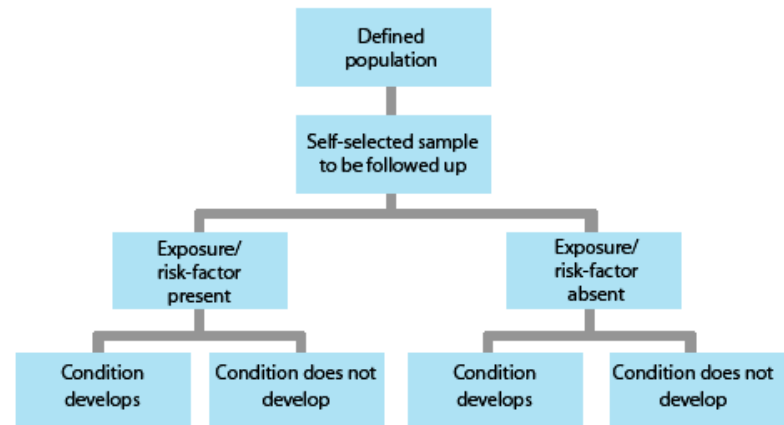 Defined
population
Self-selected sample
to be followed up
Exposure/
risk-factor
present
Exposure/
risk-factor
absent
Condition
develops
Condition does not
develop
Condition
develops
Condition does not
develop